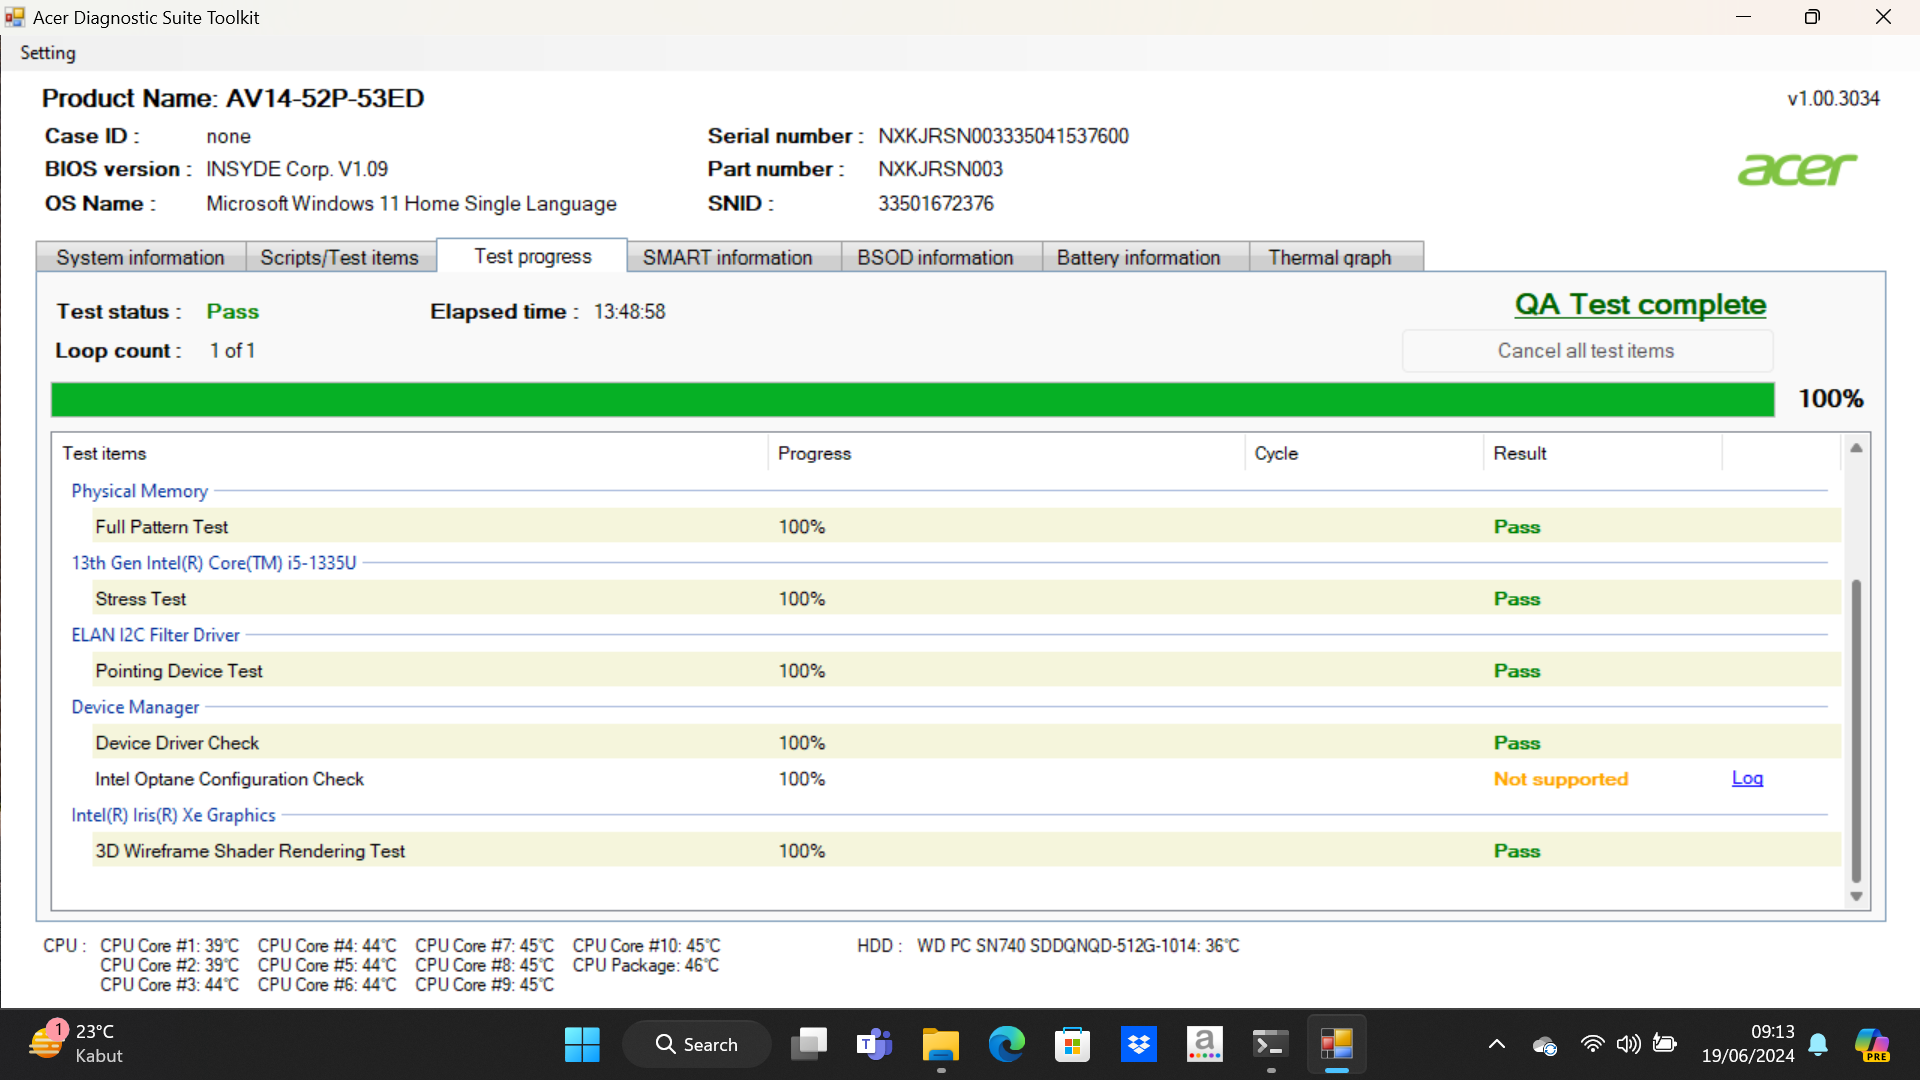 Acer Diagnostic Suite Toolkit
Setting
Product Name: AV14-52P-53ED
v1.00.3034
Case ID : none
Serial number : NXKJRSN003335041537600
BIOS version : INSYDE Corp. V1.09
Part number : NXKJRSN003
acer
OS Name : Microsoft Windows 11 Home Single Language
SNID : 33501672376
System information Scripts/Test items Test progress SMART information BSOD information Battery information Thermal graph
Test status : Pass
Elapsed time : 13:48:58
QA Test complete
Loop count : 1 of 1
Cancel all test items
100%
Test items Progress Cycle Result
Physical Memory
Full Pattern Test 100% Pass
13th Gen Intel(R) Core(TM) i5-1335U
Stress Test 100% Pass
ELAN I2C Filter Driver
Pointing Device Test 100% Pass
Device Manager
Device Driver Check 100% Pass
Intel Optane Configuration Check 100% Not supported Log
Intel(R) Iris(R) Xe Graphics
3D Wireframe Shader Rendering Test 100% Pass
CPU : CPU Core #1: 39°C CPU Core #4: 44°C CPU Core #7: 45°C CPU Core #10: 45°C
HDD : WD PC SN740 SDDQNQD-512G-1014: 36°C
CPU Core #2: 39°C CPU Core #5: 44°C CPU Core #8: 45°C CPU Package: 46°C
CPU Core #3: 44°C CPU Core #6: 44°C CPU Core #9: 45°C
1
23°C
Kabut
Search
T
a
09:13
19/06/2024
PRE